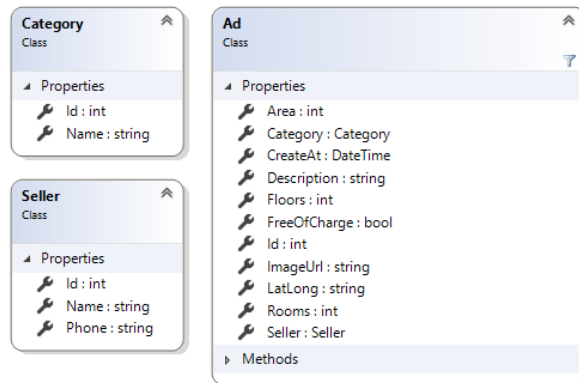 Category
Class
Properties
Id : int
Name : string
Seller
Class
Properties
Id : int
Name : string
Phone : string
Ad
Class
Properties
Area : int
Category : Category
CreateAt : DateTime
Description : string
Floors : int
FreeOfCharge : bool
Id : int
ImageUrl : string
LatLong : string
Rooms : int
Seller : Seller
Methods